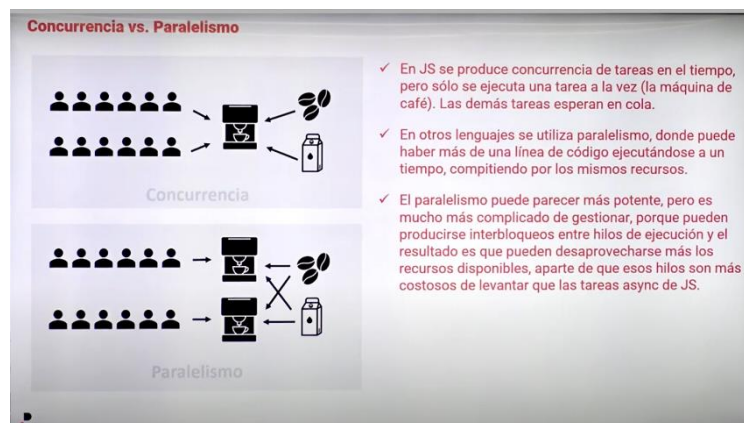 Concurrencia vs. Paralelismo
✓ En JS se produce concurrencia de tareas en el tiempo,
pero sólo se ejecuta una tarea a la vez (la máquina de
café). Las demás tareas esperan en cola.
✓ En otros lenguajes se utiliza paralelismo, donde puede
haber más de una línea de código ejecutándose a un
tiempo, compitiendo por los mismos recursos.
✓ El paralelismo puede parecer más potente, pero es
mucho más complicado de gestionar, porque pueden
producirse interbloqueos entre hilos de ejecución y el
resultado es que pueden desaprovecharse más los
recursos disponibles, aparte de que esos hilos son más
costosos de levantar que las tareas async de JS.
Concurrencia
Paralelismo